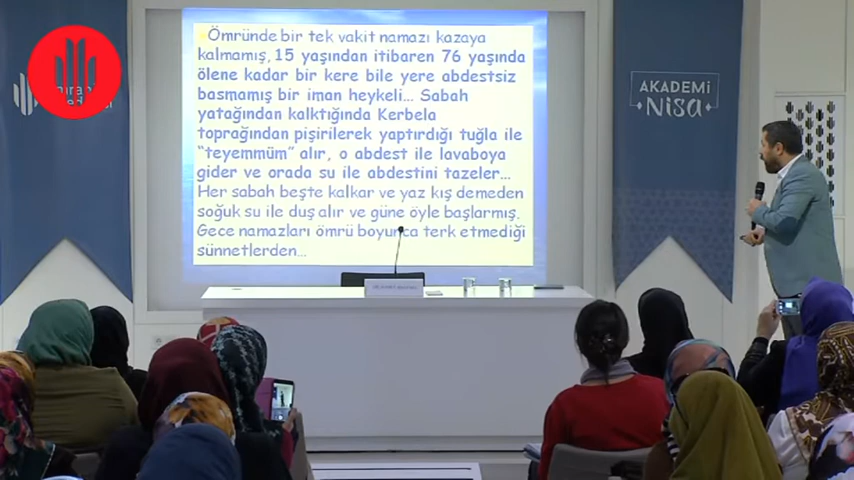 Ömründe bir tek vakit namazı kazaya
kalmamış, 15 yaşından itibaren 76 yaşında
ölene kadar bir kere bile yere abdestsiz
basmamış bir iman heykeli... Sabah
yatağından kalktığında Kerbela
toprağından pişirilerek yaptırdığı tuğla ile
"teyemmüm" alır, o abdest ile lavaboya
gider ve orada su ile abdestini tazeler...
Her sabah beşte kalkar ve yaz kış demeden
soğuk su ile duş alır ve güne öyle başlarmış.
Gece namazları ömrü boyunca terk etmediği
sünnetlerden...
AKADEMİ
NİSA